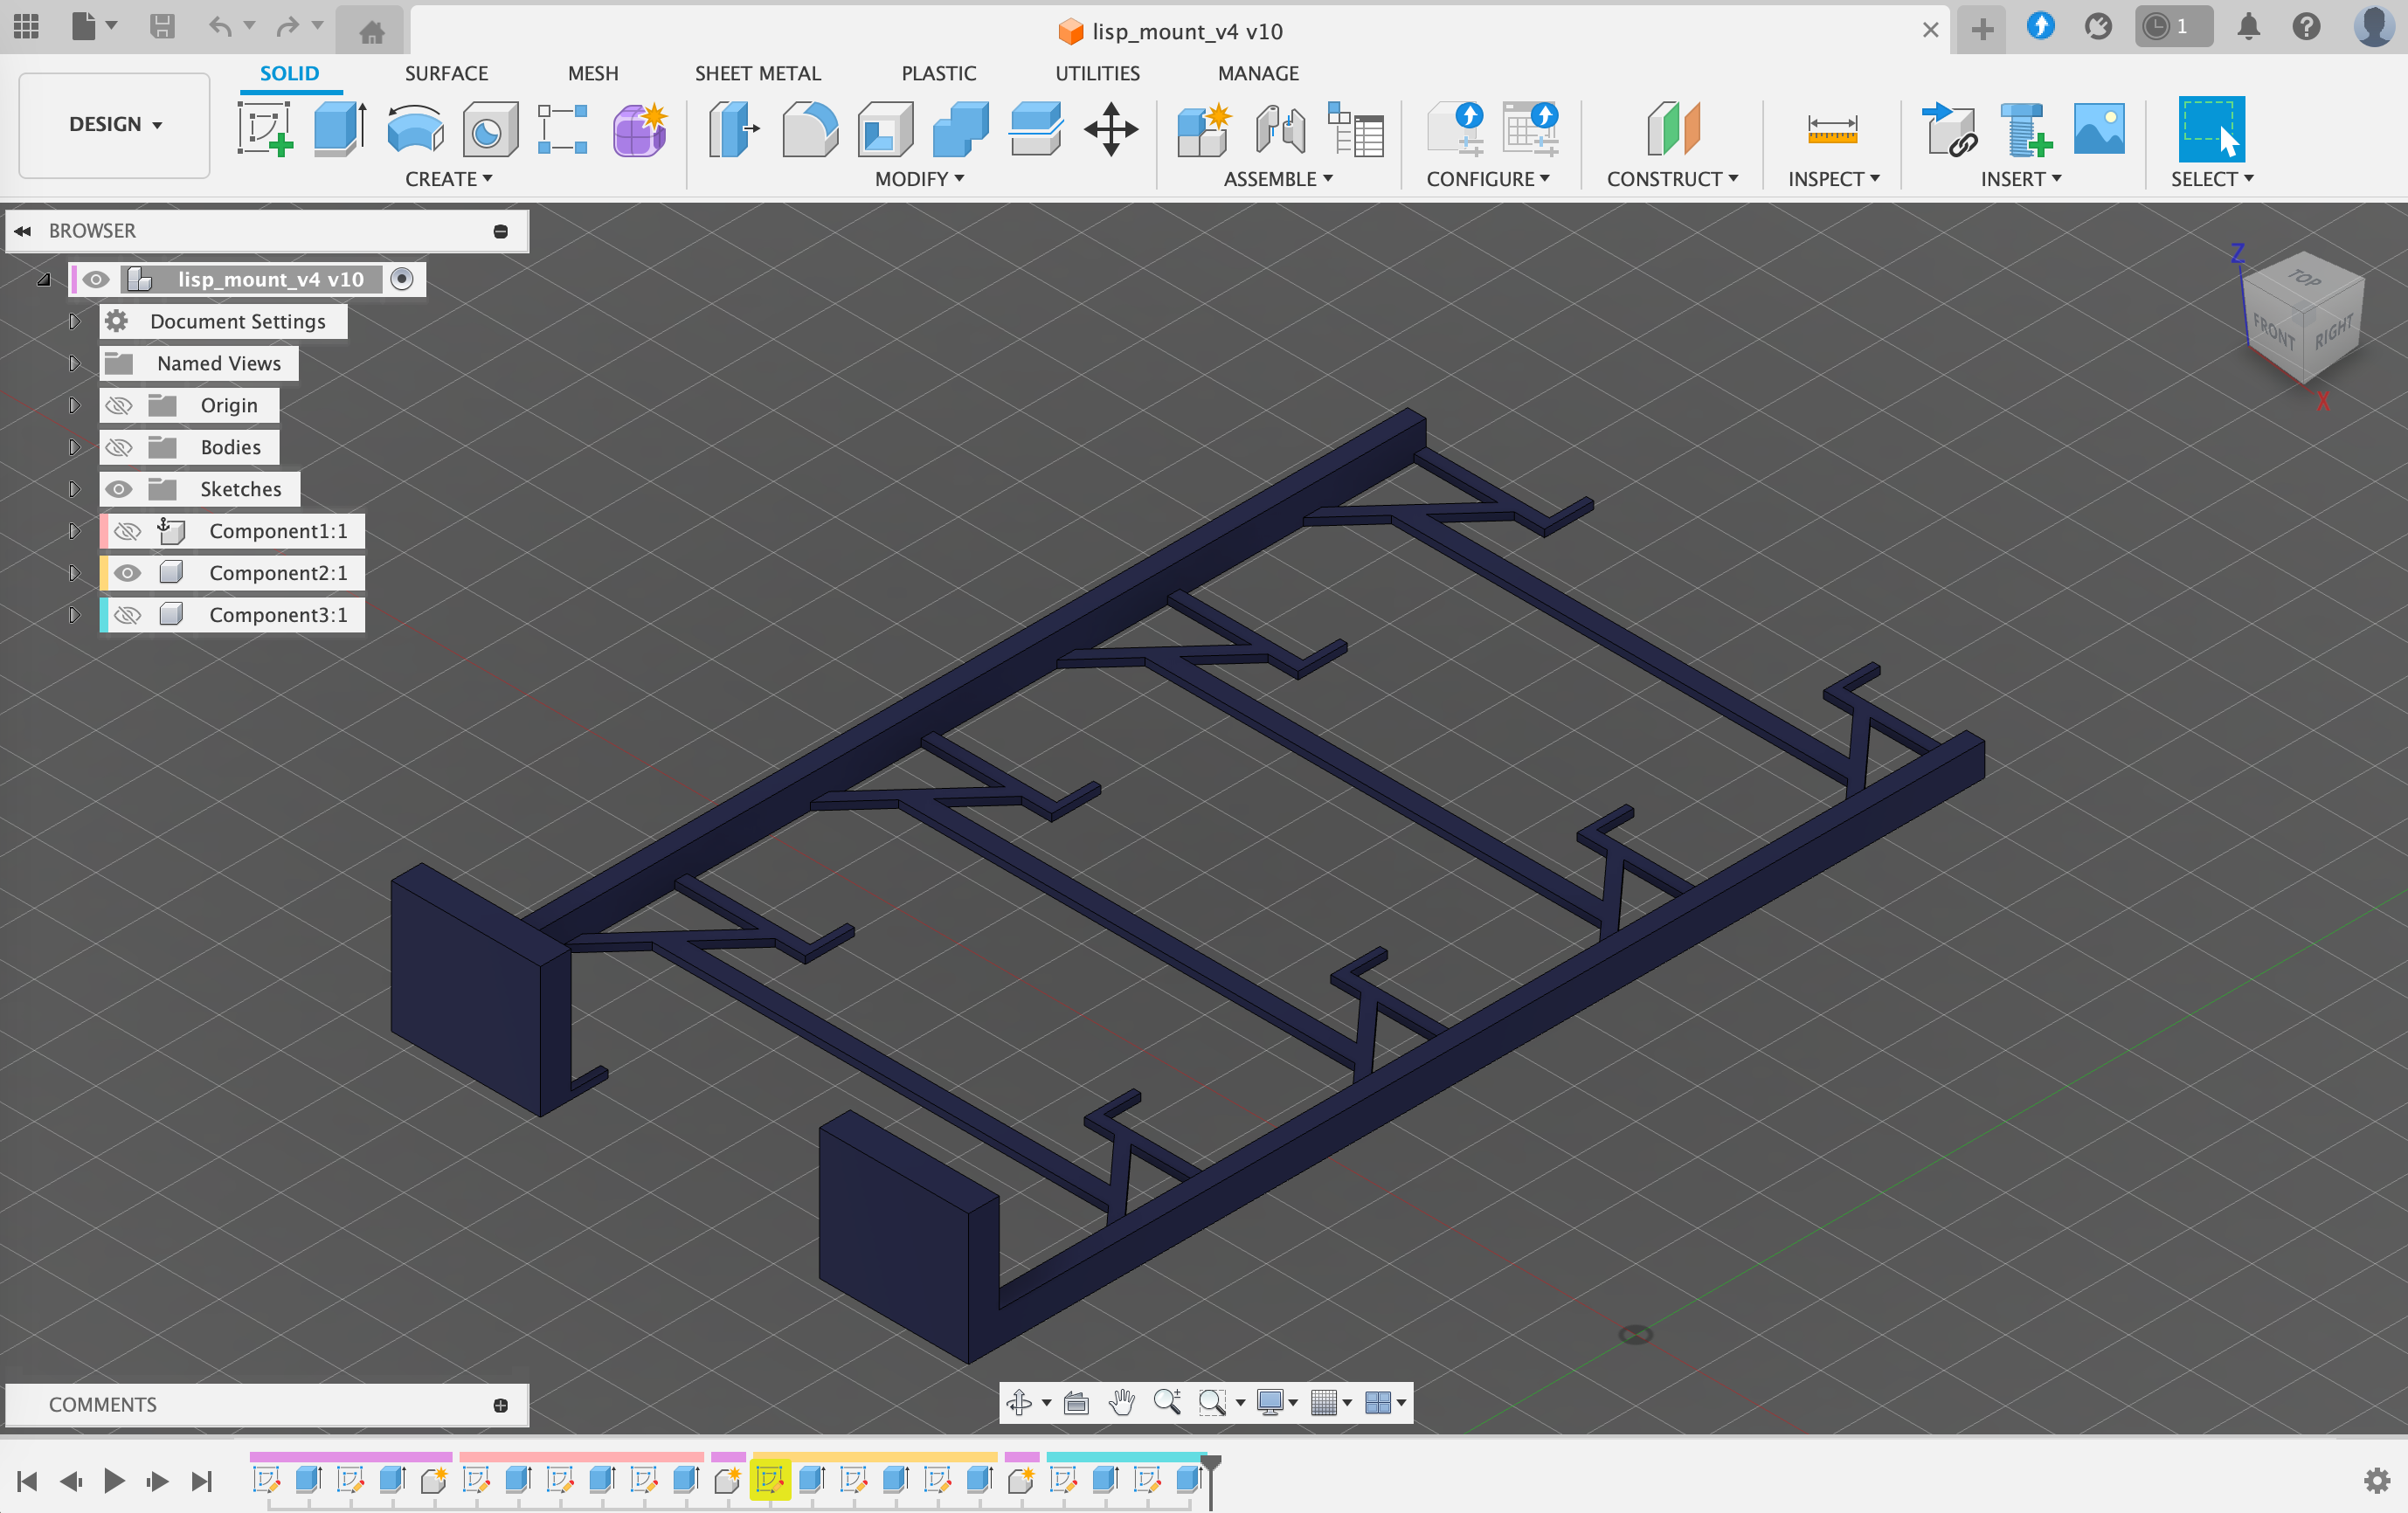 lisp_mount_v4 v10
1
DESIGN
SOLID
SURFACE
MESH
SHEET METAL
PLASTIC
UTILITIES
MANAGE
CREATE
MODIFY
ASSEMBLE
CONFIGURE
CONSTRUCT
INSPECT
INSERT
SELECT
BROWSER
lisp_mount_v4 v10
Document Settings
Named Views
Origin
Bodies
Sketches
Component1:1
Component2:1
Component3:1
Z
TOP
FRONT
RIGHT
X
COMMENTS